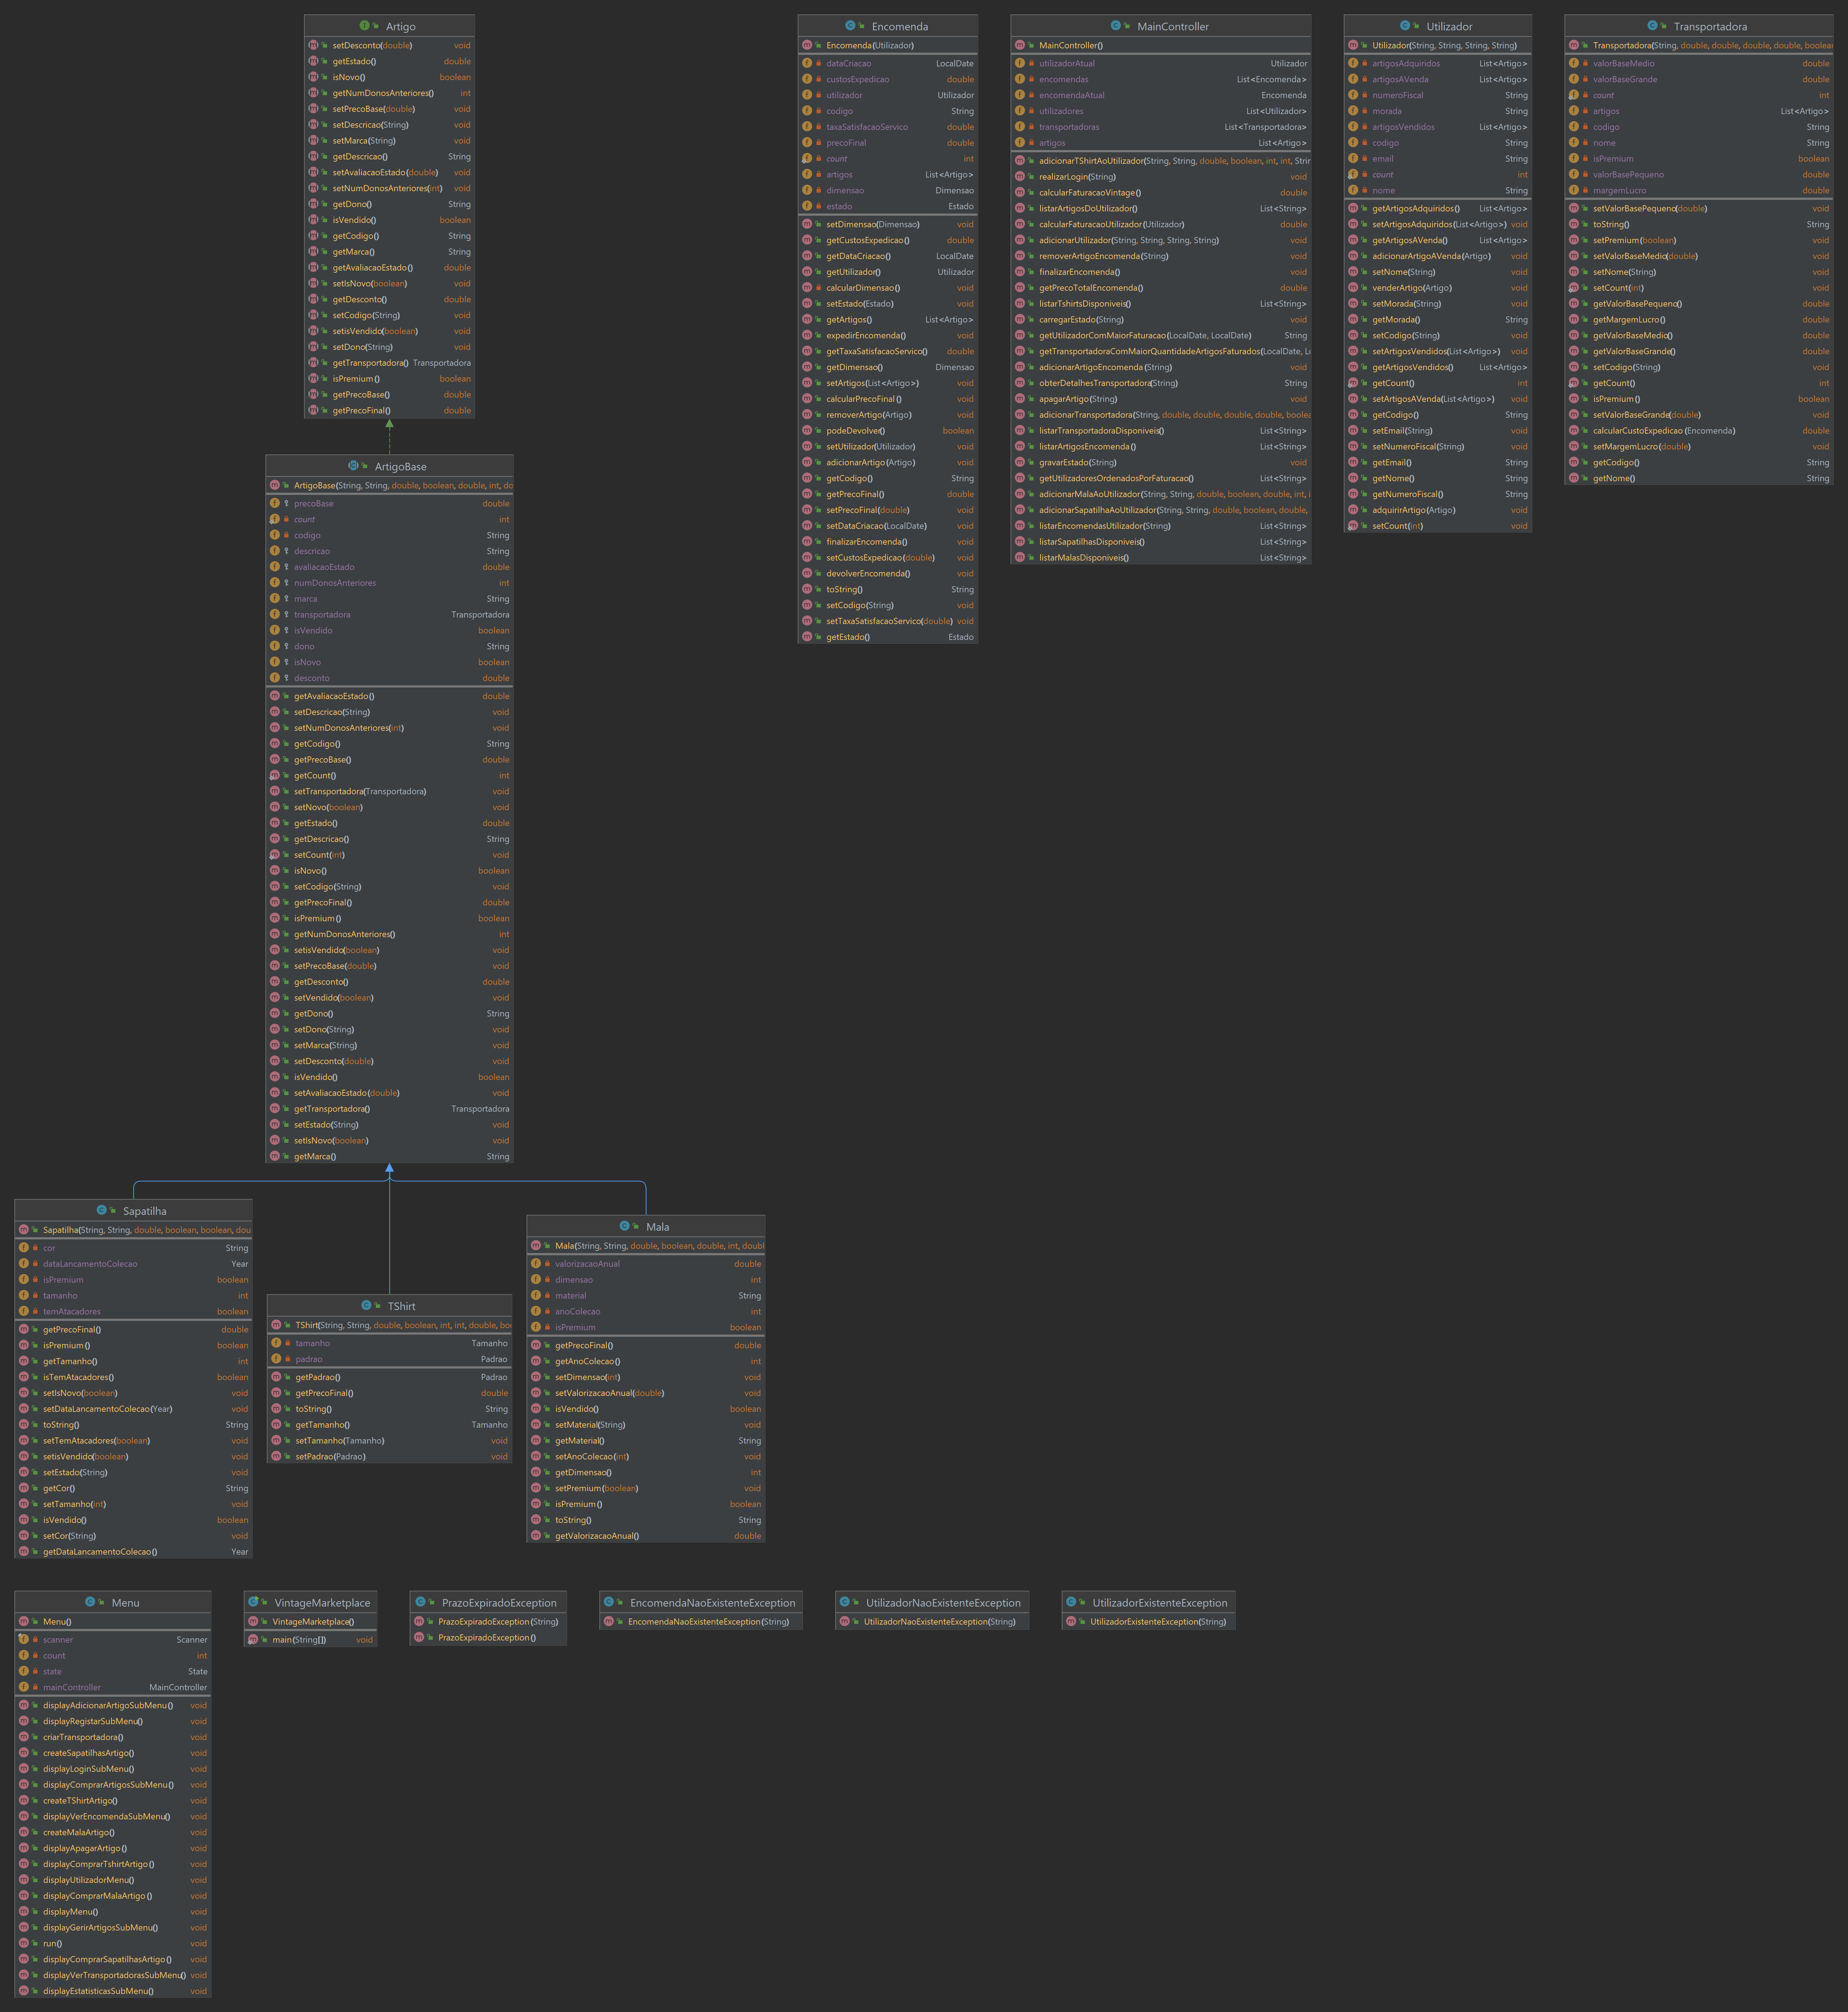 Artigo
setDesconto(double) void
getEstado() double
isNovo() boolean
getNumDonosAnteriores() int
setPrecoBase(double) void
setDescricao(String) void
setMarca(String) void
getDescricao() String
setAvaliacaoEstado(double) void
setNumDonosAnteriores(int) void
getDono() String
isVendido() boolean
getCodigo() String
getMarca() String
getAvaliacaoEstado() double
setIsNovo(boolean) void
getDesconto() double
setCodigo(String) void
setisVendido(boolean) void
setDono(String) void
getTransportadora() Transportadora
isPremium() boolean
getPrecoBase() double
getPrecoFinal() double
Encomenda
Encomenda(Utilizador)
dataCriacao LocalDate
custosExpedicao double
utilizador Utilizador
codigo String
taxaSatisfacaoServico double
precoFinal double
count int
artigos List<Artigo>
dimensao Dimensao
estado Estado
setDimensao(Dimensao) void
getCustosExpedicao() double
getDataCriacao() LocalDate
getUtilizador() Utilizador
calcularDimensao() void
setEstado(Estado) void
getArtigos() List<Artigo>
expedirEncomenda() void
getTaxaSatisfacaoServico() double
getDimensao() Dimensao
setArtigos(List<Artigo>) void
calcularPrecoFinal() void
removerArtigo(Artigo) void
podeDevolver() boolean
setUtilizador(Utilizador) void
adicionarArtigo(Artigo) void
getCodigo() String
getPrecoFinal() double
setPrecoFinal(double) void
setDataCriacao(LocalDate) void
finalizarEncomenda() void
setCustosExpedicao(double) void
devolverEncomenda() void
toString() String
setCodigo(String) void
setTaxaSatisfacaoServico(double) void
getEstado() Estado
MainController
MainController()
utilizadorAtual Utilizador
encomendas List<Encomenda>
encomendaAtual Encomenda
utilizadores List<Utilizador>
transportadoras List<Transportadora>
artigos List<Artigo>
adicionarTShirtAoUtilizador(String, String, double, boolean, int, int, Strin
realizarLogin(String) void
calcularFaturacaoVintage() double
listarArtigosDoUtilizador() List<String>
calcularFaturacaoUtilizador(Utilizador) double
adicionarUtilizador(String, String, String, String) void
removerArtigoEncomenda(String) void
finalizarEncomenda() void
getPrecoTotalEncomenda() double
listarTshirtsDisponiveis() List<String>
carregarEstado(String) void
getUtilizadorComMaiorFaturacao(LocalDate, LocalDate) String
getTransportadoraComMaiorQuantidadeArtigosFaturados(LocalDate, Lo
adicionarArtigoEncomenda(String) void
obterDetalhesTransportadora(String) String
apagarArtigo(String) void
adicionarTransportadora(String, double, double, double, double, boolea
listarTransportadoraDisponiveis() List<String>
listarArtigosEncomenda() List<String>
gravarEstado(String) void
getUtilizadoresOrdenadosPorFaturacao() List<String>
adicionarMalaAoUtilizador(String, String, double, boolean, double, int, i
adicionarSapatilhaAoUtilizador(String, String, double, boolean, double,
listarEncomendasUtilizador(String) List<String>
listarSapatilhasDisponiveis() List<String>
listarMalasDisponiveis() List<String>
Utilizador
Utilizador(String, String, String, String)
artigosAdquiridos List<Artigo>
artigosAVenda List<Artigo>
numeroFiscal String
morada String
artigosVendidos List<Artigo>
codigo String
email String
count int
nome String
getArtigosAdquiridos() List<Artigo>
setArtigosAdquiridos(List<Artigo>) void
getArtigosAVenda() List<Artigo>
adicionarArtigoAVenda(Artigo) void
setNome(String) void
venderArtigo(Artigo) void
setMorada(String) void
getMorada() String
setCodigo(String) void
setArtigosVendidos(List<Artigo>) void
getArtigosVendidos() List<Artigo>
getCount() int
setArtigosAVenda(List<Artigo>) void
getCodigo() String
setEmail(String) void
setNumeroFiscal(String) void
getEmail() String
getNome() String
getNumeroFiscal() String
adquirirArtigo(Artigo) void
setCount(int) void
Transportadora
Transportadora(String, double, double, double, double, boolea
valorBaseMedio double
valorBaseGrande double
count int
artigos List<Artigo>
codigo String
nome String
isPremium boolean
valorBasePequeno double
margemLucro double
setValorBasePequeno(double) void
toString() String
setPremium(boolean) void
setValorBaseMedio(double) void
setNome(String) void
setCount(int) void
getValorBasePequeno() double
getMargemLucro() double
getValorBaseMedio() double
getValorBaseGrande() double
setCodigo(String) void
getCount() int
isPremium() boolean
setValorBaseGrande(double) void
calcularCustoExpedicao(Encomenda) double
setMargemLucro(double) void
getCodigo() String
getNome() String
ArtigoBase
ArtigoBase(String, String, double, boolean, double, int, do
precoBase double
count int
codigo String
descricao String
avaliacaoEstado double
numDonosAnteriores int
marca String
transportadora Transportadora
isVendido boolean
dono String
isNovo boolean
desconto double
getAvaliacaoEstado() double
setDescricao(String) void
setNumDonosAnteriores(int) void
getCodigo() String
getPrecoBase() double
getCount() int
setTransportadora(Transportadora) void
setNovo(boolean) void
getEstado() double
getDescricao() String
setCount(int) void
isNovo() boolean
setCodigo(String) void
getPrecoFinal() double
isPremium() boolean
getNumDonosAnteriores() int
setisVendido(boolean) void
setPrecoBase(double) void
getDesconto() double
setVendido(boolean) void
getDono() String
setDono(String) void
setMarca(String) void
setDesconto(double) void
isVendido() boolean
setAvaliacaoEstado(double) void
getTransportadora() Transportadora
setEstado(String) void
setIsNovo(boolean) void
getMarca() String
Sapatilha
Sapatilha(String, String, double, boolean, boolean, dou
cor String
dataLancamentoColecao Year
isPremium boolean
tamanho int
temAtacadores boolean
getPrecoFinal() double
isPremium() boolean
getTamanho() int
isTemAtacadores() boolean
setIsNovo(boolean) void
setDataLancamentoColecao(Year) void
toString() String
setTemAtacadores(boolean) void
setisVendido(boolean) void
setEstado(String) void
getCor() String
setTamanho(int) void
isVendido() boolean
setCor(String) void
getDataLancamentoColecao() Year
TShirt
TShirt(String, String, double, boolean, int, int, double, bo
tamanho Tamanho
padrao Padrao
getPadrao() Padrao
getPrecoFinal() double
toString() String
getTamanho() Tamanho
setTamanho(Tamanho) void
setPadrao(Padrao) void
Mala
Mala(String, String, double, boolean, double, int, doubl
valorizacaoAnual double
dimensao int
material String
anoColecao int
isPremium boolean
getPrecoFinal() double
getAnoColecao() int
setDimensao(int) void
setValorizacaoAnual(double) void
isVendido() boolean
setMaterial(String) void
getMaterial() String
setAnoColecao(int) void
getDimensao() int
setPremium(boolean) void
isPremium() boolean
toString() String
getValorizacaoAnual() double
Menu
Menu()
scanner Scanner
count int
state State
mainController MainController
displayAdicionarArtigoSubMenu() void
displayRegistarSubMenu() void
criarTransportadora() void
createSapatilhasArtigo() void
displayLoginSubMenu() void
displayComprarArtigosSubMenu() void
createTShirtArtigo() void
displayVerEncomendaSubMenu() void
createMalaArtigo() void
displayApagarArtigo() void
displayComprarTshirtArtigo() void
displayUtilizadorMenu() void
displayComprarMalaArtigo() void
displayMenu() void
displayGerirArtigosSubMenu() void
run() void
displayComprarSapatilhasArtigo() void
displayVerTransportadorasSubMenu() void
displayEstatisticasSubMenu() void
VintageMarketplace
VintageMarketplace()
main(String[]) void
PrazoExpiradoException
PrazoExpiradoException(String)
PrazoExpiradoException()
EncomendaNaoExistenteException
EncomendaNaoExistenteException(String)
UtilizadorNaoExistenteException
UtilizadorNaoExistenteException(String)
UtilizadorExistenteException
UtilizadorExistenteException(String)